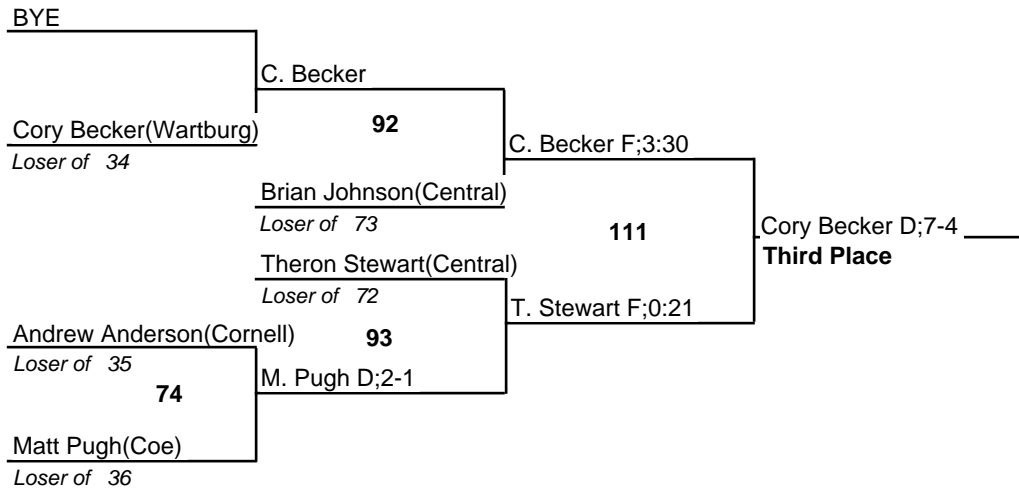 BYE
C. Becker
92
Cory Becker(Wartburg)
Loser of 34
C. Becker F;3:30
Brian Johnson(Central)
Loser of 73
111
Cory Becker D;7-4
Third Place
Theron Stewart(Central)
Loser of 72
T. Stewart F;0:21
Andrew Anderson(Cornell)
93
Loser of 35
74
M. Pugh D;2-1
Matt Pugh(Coe)
Loser of 36